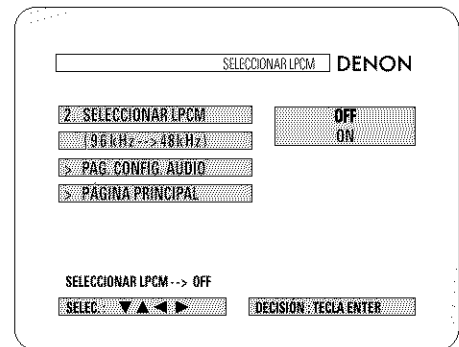 SELECCIONAR LPCM DENON
2. SELECCIONAR LPCM
(96kHz-->48kHz)
> PAG. CONFIG. AUDIO
> PÁGINA PRINCIPAL
OFF
ON
SELECCIONAR LPCM --> OFF
SELEC.: ▼▲◄► DECISIÓN : TECLA ENTER